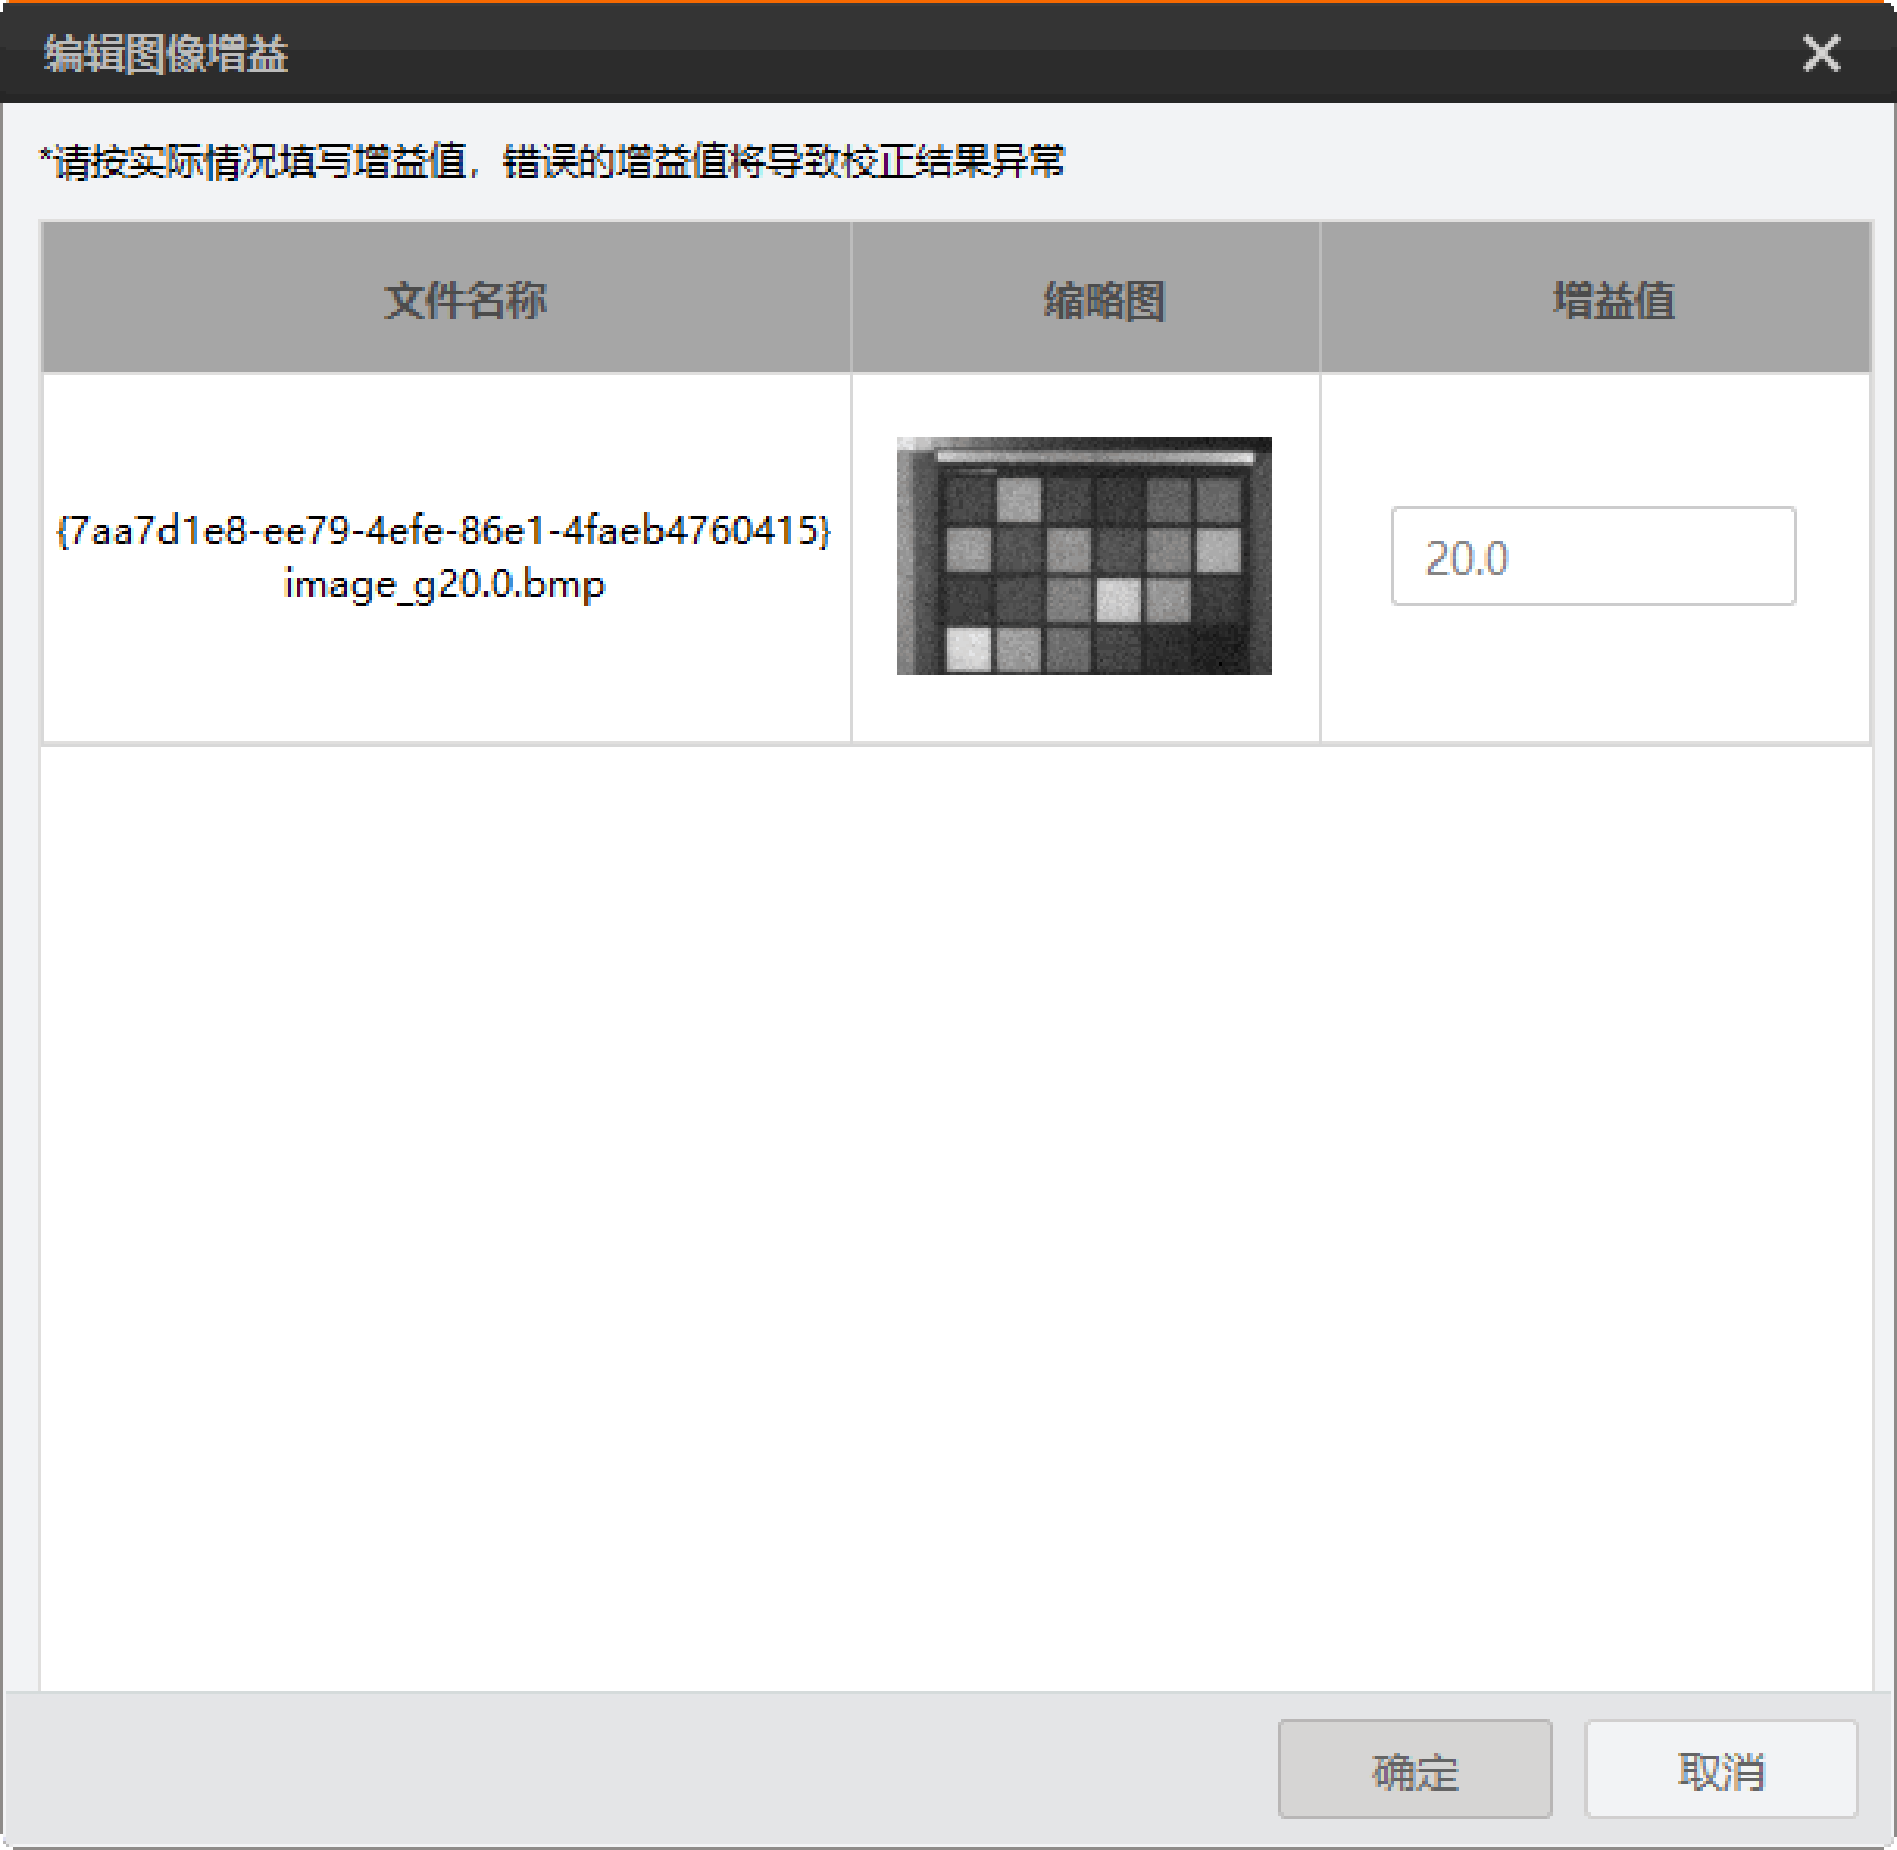 编辑图像增益
*请按实际情况填写增益值，错误的增益值将导致校正结果异常
文件名称 缩略图 增益值
{7aa7d1e8-ee79-4efe-86e1-4faeb4760415}
image_g20.0.bmp
20.0
确定 取消